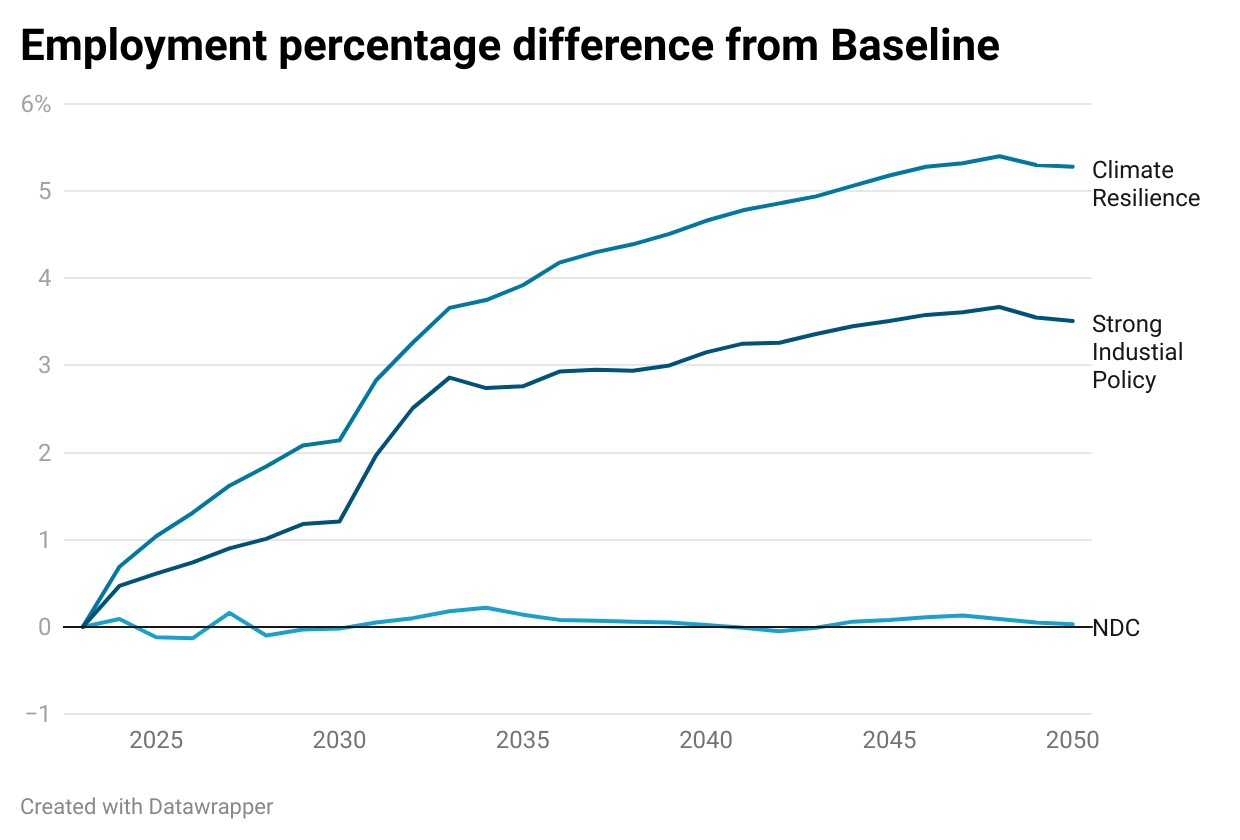 Employment percentage difference from Baseline
6%
5
4
3
2
1
0
−1
Climate
Resilience
Strong
Industial
Policy
NDC
2025 2030 2035 2040 2045 2050
Created with Datawrapper